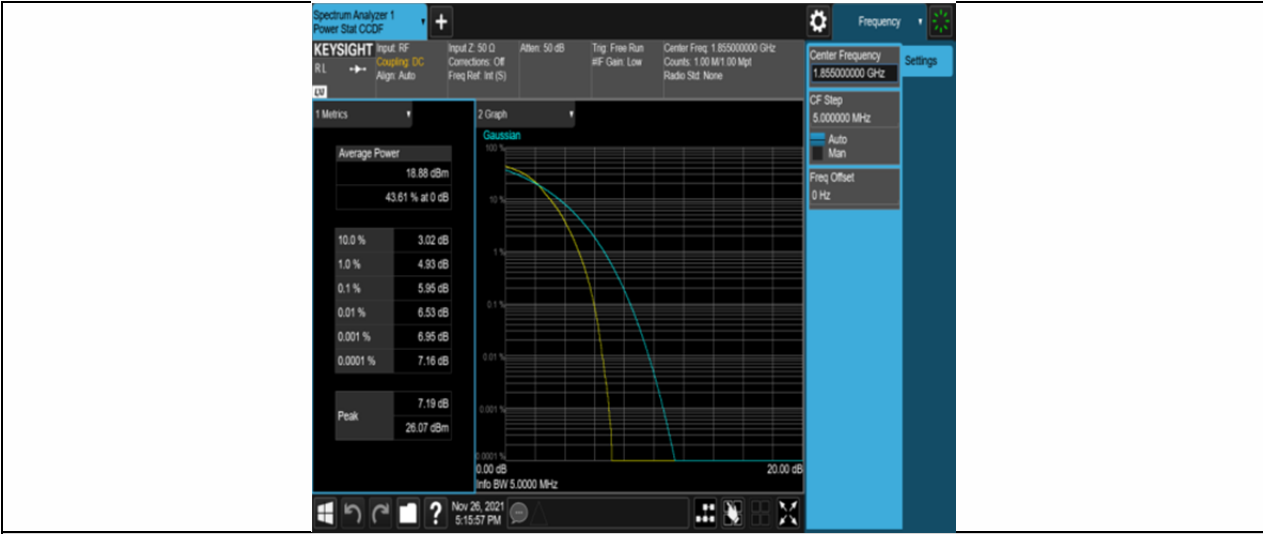 Spectrum Analyzer 1
Power Stat CCDF
Frequency
KEYSIGHT
RL
LV
Input: RF
Coupling: DC
Align: Auto
Input Z: 50 Ω
Corrections: Off
Freq Ref: Int (S)
Atten: 50 dB
Trig: Free Run
#IF Gain: Low
Center Freq: 1.855000000 GHz
Counts: 1.00 M/1.00 Mpt
Radio Std: None
Center Frequency
1.855000000 GHz
Settings
CF Step
5.000000 MHz
Auto
Man
Freq Offset
0 Hz
1 Metrics
Average Power
18.88 dBm
43.61 % at 0 dB
10.0 % 3.02 dB
1.0 % 4.93 dB
0.1 % 5.95 dB
0.01 % 6.53 dB
0.001 % 6.95 dB
0.0001 % 7.16 dB
Peak
7.19 dB
26.07 dBm
2 Graph
Gaussian
100 %
10 %
1 %
0.1 %
0.01 %
0.001 %
0.0001 %
0.00 dB 20.00 dB
Info BW 5.0000 MHz
?
Nov 26, 2021
5:15:57 PM